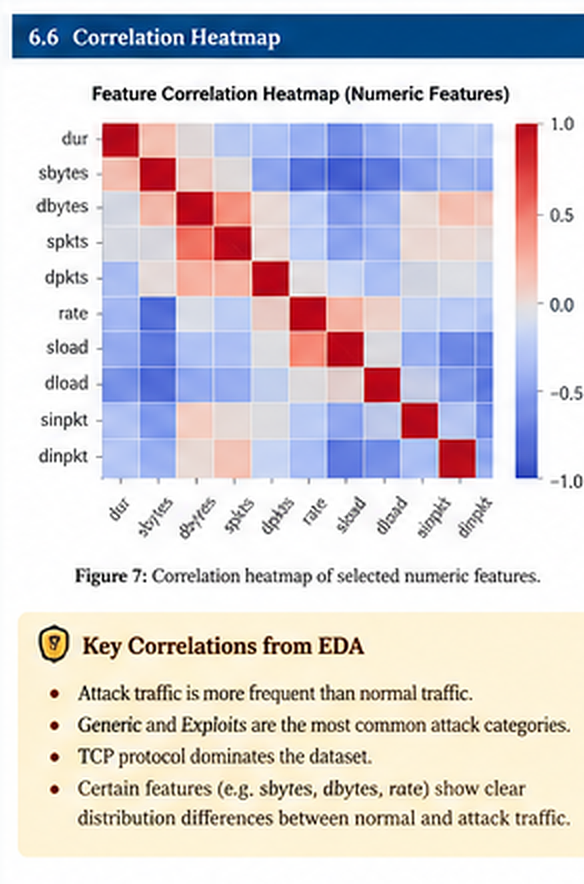 6.6 Correlation Heatmap
Feature Correlation Heatmap (Numeric Features)
dur
sbytes
dbytes
spkts
dpkts
rate
sload
dload
sinpkt
dinpkt
1.0
0.5
0.0
−0.5
−1.0
dur
sbytes
dbytes
spkts
dpkts
rate
sload
dload
sinpkt
dinpkt
Figure 7: Correlation heatmap of selected numeric features.
Key Correlations from EDA
• Attack traffic is more frequent than normal traffic.
• Generic and Exploits are the most common attack categories.
• TCP protocol dominates the dataset.
• Certain features (e.g. sbytes, dbytes, rate) show clear
distribution differences between normal and attack traffic.